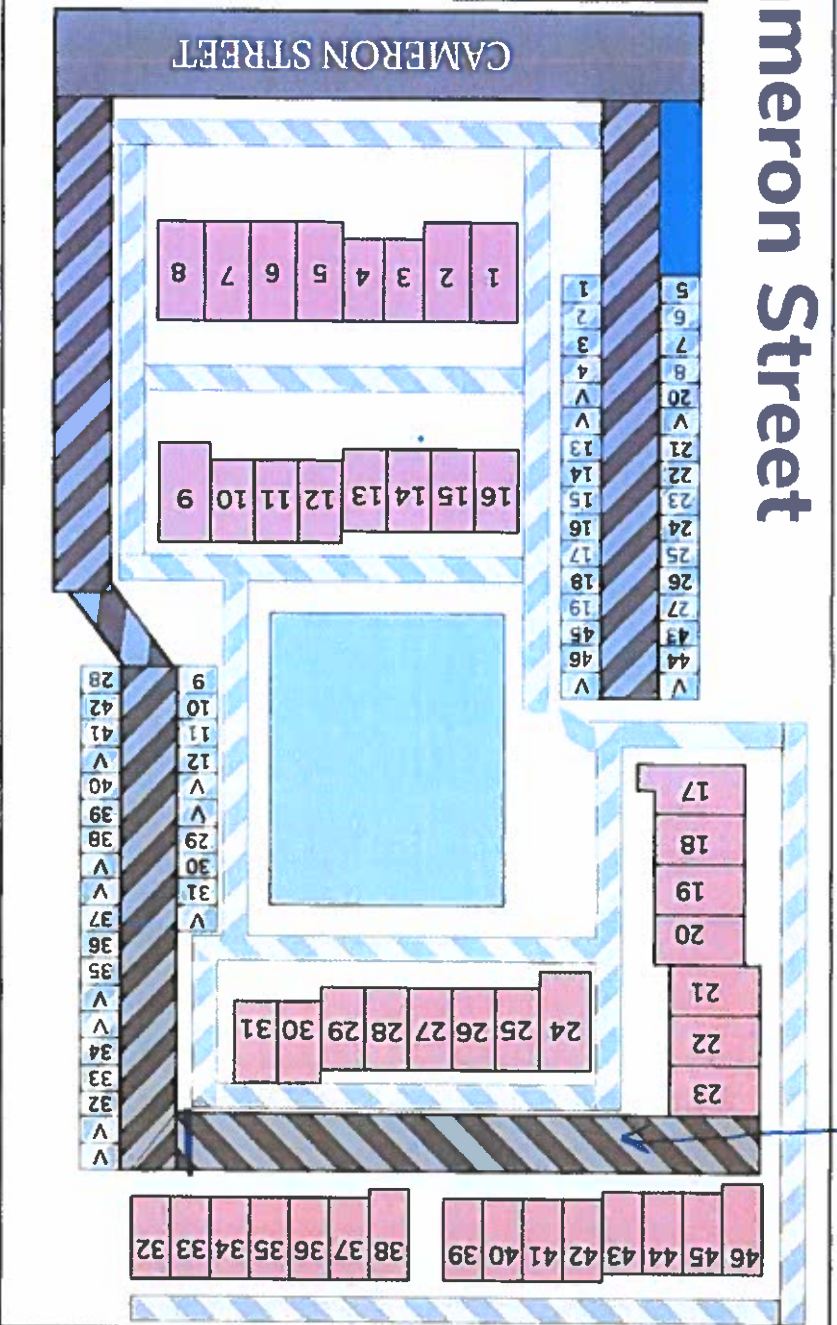 meron Street
46 45 44 43 42 41 40 39 38 37 36 35 34 33 32
23
22
21
20
19
18
17
24 25 26 27 28 29 30 31
V
V
32
33
34
V
V
35
36
37
V
V
38
39
40
V
41
42
28
V
31
30
29
V
V
12
11
10
9
V
44
43
27
26
25
24
23
22
21
V
20
8
7
6
5
V
46
45
19
18
17
16
15
14
13
V
V
4
3
2
1
16 15 14 13 12 11 10 9
1 2 3 4 5 6 7 8
CAMERON STREET